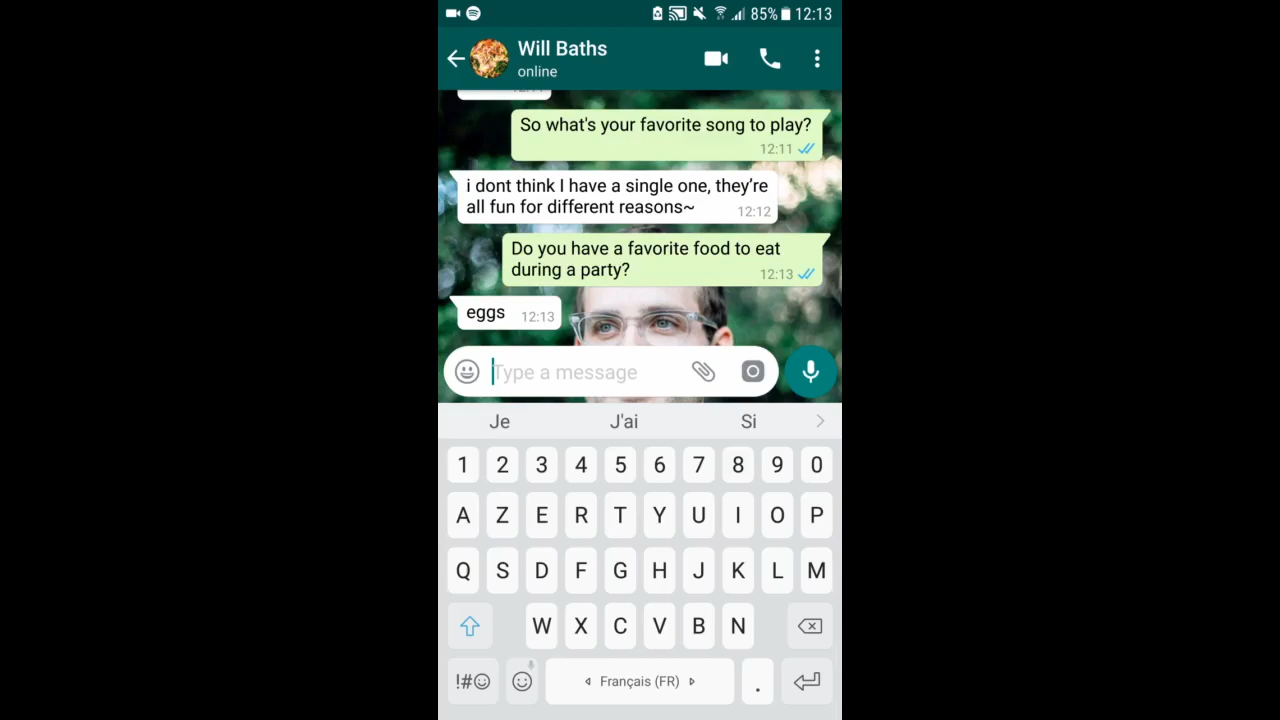 85% 12:13
Will Baths
online
So what's your favorite song to play?
12:11
i dont think I have a single one, they’re
all fun for different reasons~ 12:12
Do you have a favorite food to eat
during a party? 12:13
eggs 12:13
Type a message
Je J'ai Si
1 2 3 4 5 6 7 8 9 0
A Z E R T Y U I O P
Q S D F G H J K L M
W X C V B N
!#☺ Français (FR) .